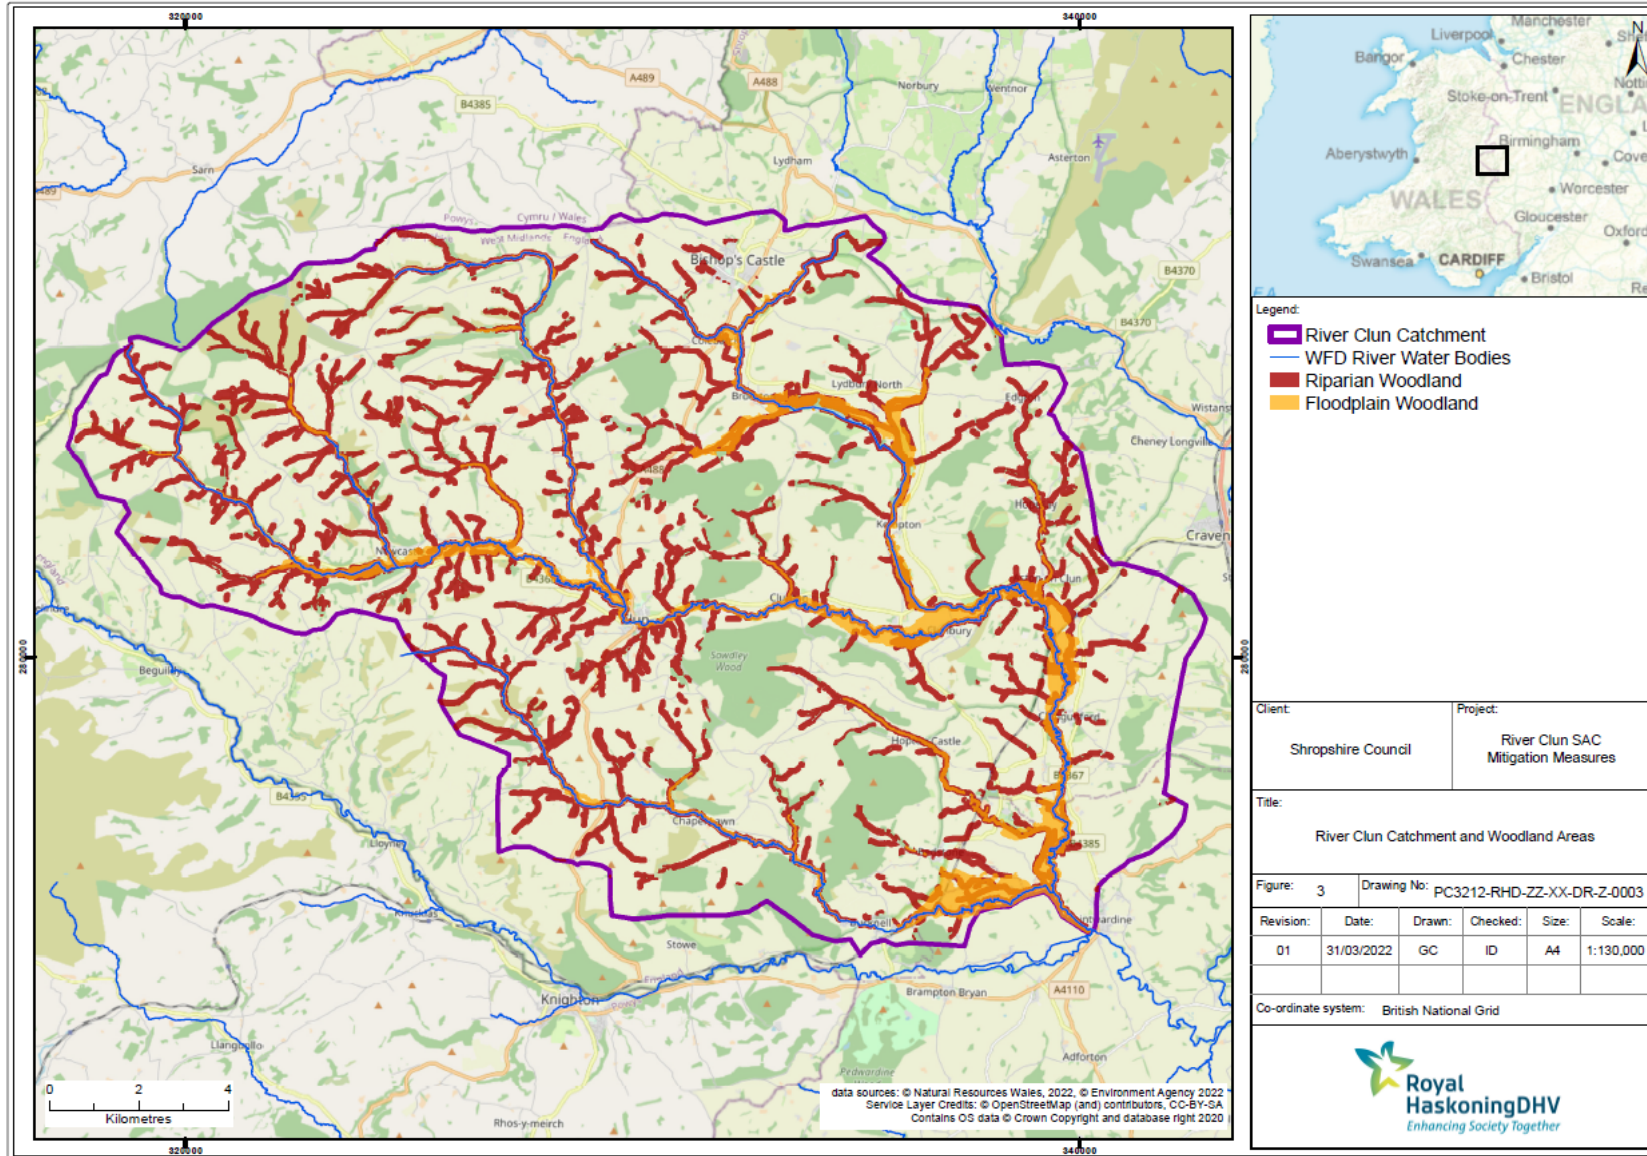 320000
340000
A489
A488
B4385
Norbury
Wentnor
Lydham
Asterton
Sarn
Powys
Cymru / Wales
West Midlands
England
Bishop's Castle
B4370
B4370
Lydbury North
Cheney Longville
A488
Kempton
Newcas
B4368
Craven
280000
280000
Sowdley
Wood
Beguildy
Hope
Castle
B4385
B4355
Chapel
awn
Lloyney
Knucklas
Stowe
England
Knighton
Brampton Bryan
A4110
Llangunllo
Adforton
Pedwardine
Rhos-y-meirch
0 2 4
Kilometres
data sources: © Natural Resources Wales, 2022, © Environment Agency 2022
Service Layer Credits: © OpenStreetMap (and) contributors, CC-BY-SA
Contains OS data © Crown Copyright and database right 2020
320000
340000
Manchester
Liverpool
N
Bangor
Chester
Stoke-on-Trent
ENGLA
Birmingham
Aberystwyth
Cove
WALES
Worcester
Gloucester
Oxford
Swansea
CARDIFF
Bristol
Legend:
River Clun Catchment
WFD River Water Bodies
Riparian Woodland
Floodplain Woodland
Client:
Shropshire Council
Project:
River Clun SAC
Mitigation Measures
Title:
River Clun Catchment and Woodland Areas
Figure: 3
Drawing No: PC3212-RHD-ZZ-XX-DR-Z-0003
Revision: Date: Drawn: Checked: Size: Scale:
01 31/03/2022 GC ID A4 1:130,000
Co-ordinate system: British National Grid
Royal
HaskoningDHV
Enhancing Society Together